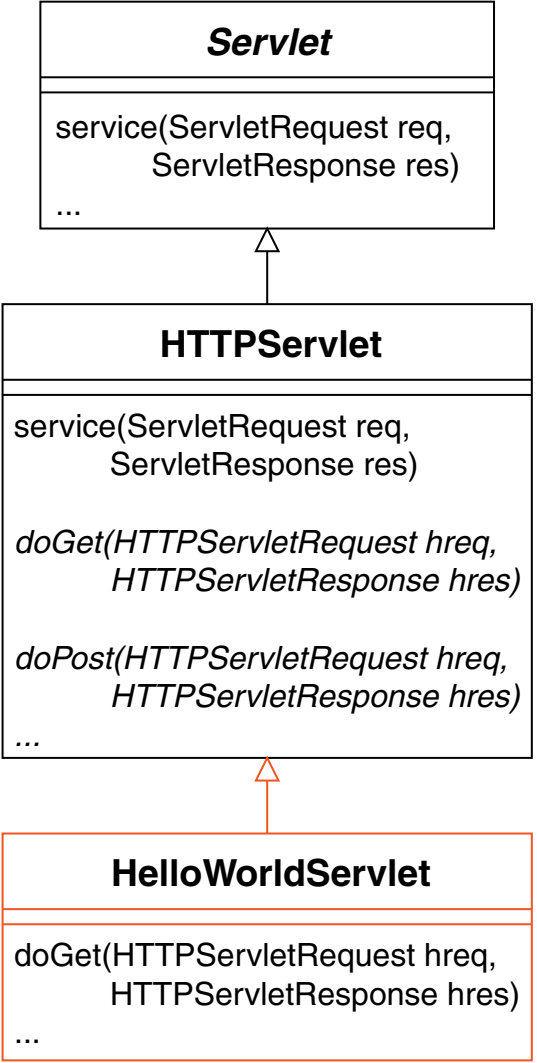 Servlet
service(ServletRequest req,
ServletResponse res)
...
HTTPServlet
service(ServletRequest req,
ServletResponse res)
doGet(HTTPServletRequest hreq,
HTTPServletResponse hres)
doPost(HTTPServletRequest hreq,
HTTPServletResponse hres)
...
HelloWorldServlet
doGet(HTTPServletRequest hreq,
HTTPServletResponse hres)
...